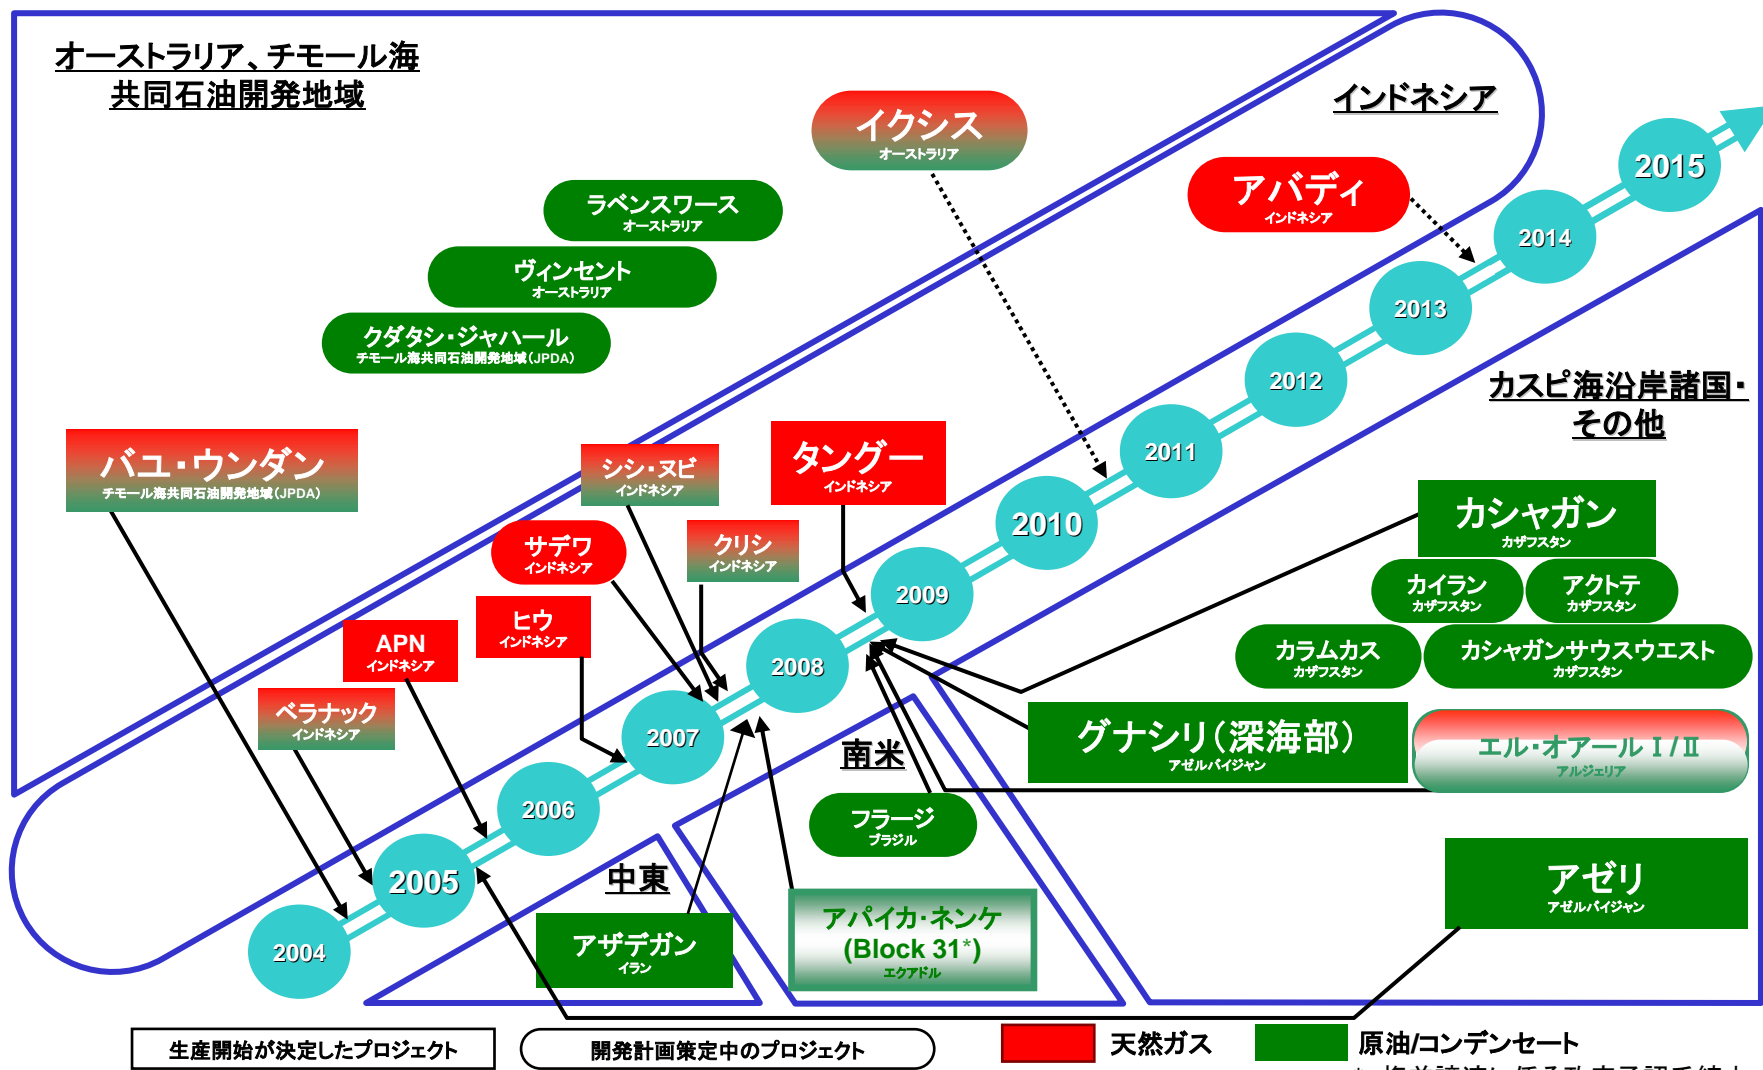 オーストラリア、チモール海
共同石油開発地域
インドネシア
イクシス
オーストラリア
アバディ
インドネシア
ラベンスワース
オーストラリア
ヴィンセント
オーストラリア
クダタシ・ジャハール
チモール海共同石油開発地域（JPDA）
2015
2014
2013
2012
2011
2010
2009
2008
2007
2006
2005
2004
カスピ海沿岸諸国・
その他
バユ・ウンダン
チモール海共同石油開発地域（JPDA）
シシ・ヌビ
インドネシア
タングー
インドネシア
サデワ
インドネシア
クリシ
インドネシア
ヒウ
インドネシア
APN
インドネシア
ベラナック
インドネシア
カシャガン
カザフスタン
カイラン
カザフスタン
アクトテ
カザフスタン
カラムカス
カザフスタン
カシャガンサウスウエスト
カザフスタン
グナシリ（深海部）
アゼルバイジャン
エル・オアールⅠ/Ⅱ
アルジェリア
南米
フラージ
ブラジル
中東
アザデガン
イラン
アパイカ・ネンケ
(Block 31*)
エクアドル
アゼリ
アゼルバイジャン
生産開始が決定したプロジェクト
開発計画策定中のプロジェクト
天然ガス
原油/コンデンセート